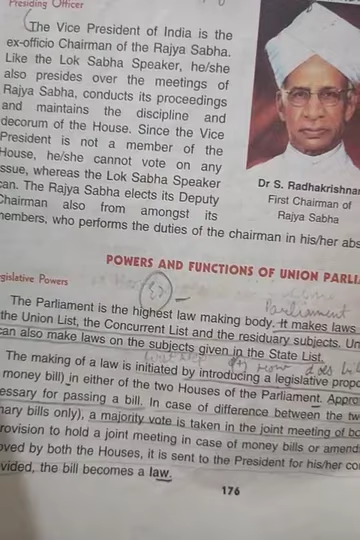 Presiding Officer
The Vice President of India is the
ex-officio Chairman of the Rajya Sabha.
Like the Lok Sabha Speaker, he/she
also presides over the meetings of
Rajya Sabha, conducts its proceedings
and maintains the discipline and
decorum of the House. Since the Vice
President is not a member of the
House, he/she cannot vote on any
ssue, whereas the Lok Sabha Speaker
can. The Rajya Sabha elects its Deputy
Chairman also from amongst its
members, who performs the duties of the chairman in his/her abs
Dr S. Radhakrishnan
First Chairman of
Rajya Sabha
POWERS AND FUNCTIONS OF UNION PARLIA
egislative Powers
Parliament
The Parliament is the highest law making body. It makes laws
the Union List, the Concurrent List and the residuary subjects. Un
can also make laws on the subjects given in the State List.
How does bil
The making of a law is initiated by introducing a legislative propo
money bill) in either of the two Houses of the Parliament. Appro
essary for passing a bill. In case of difference between the tw
nary bills only), a majority vote is taken in the joint meeting of bo
rovision to hold a joint meeting in case of money bills or amend
oved by both the Houses, it is sent to the President for his/her con
vided, the bill becomes a law.
176